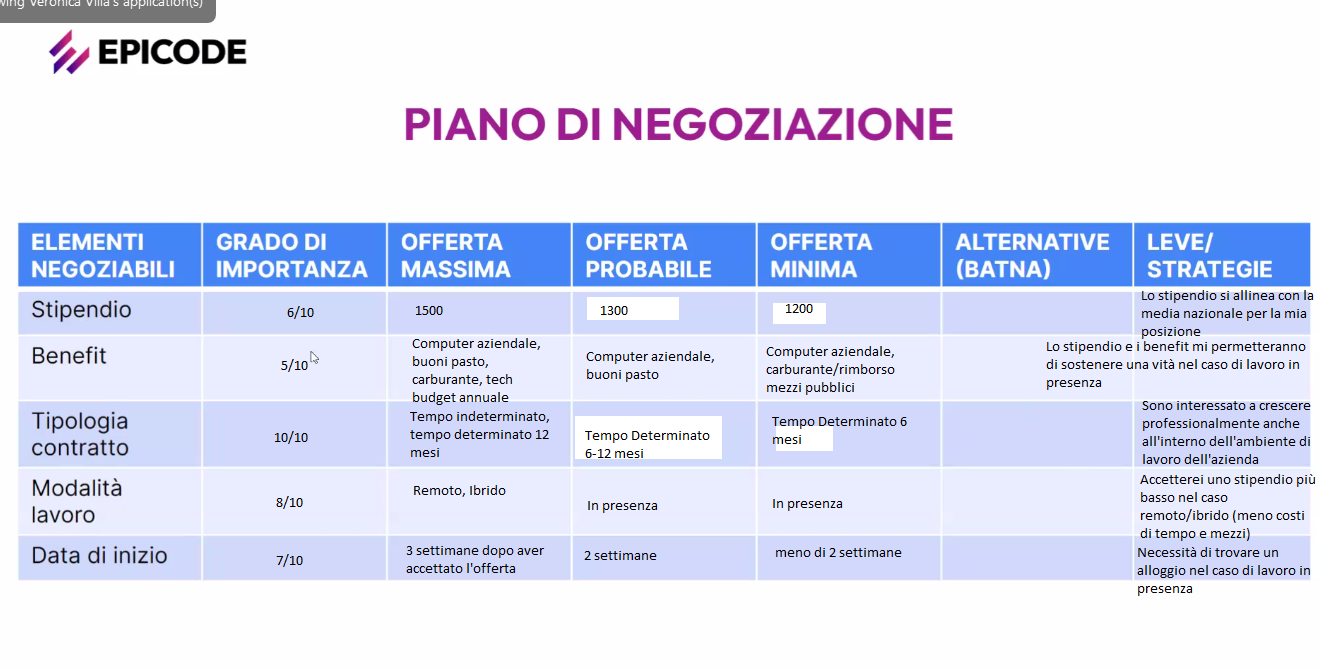 wing Veronica Villa's application(s)
EPICODE
PIANO DI NEGOZIAZIONE
ELEMENTI
NEGOZIABILI
GRADO DI
IMPORTANZA
OFFERTA
MASSIMA
OFFERTA
PROBABILE
OFFERTA
MINIMA
ALTERNATIVE
(BATNA)
LEVE/
STRATEGIE
Stipendio
6/10
1500
1300
1200
Lo stipendio si allinea con la
media nazionale per la mia
posizione
Benefit
5/10
Computer aziendale,
buoni pasto,
carburante, tech
budget annuale
Computer aziendale,
buoni pasto
Computer aziendale,
carburante/rimborso
mezzi pubblici
Lo stipendio e i benefit mi permetteranno
di sostenere una vità nel caso di lavoro in
presenza
Tipologia
contratto
10/10
Tempo indeterminato,
tempo determinato 12
mesi
Tempo Determinato
6-12 mesi
Tempo Determinato 6
mesi
Sono interessato a crescere
professionalmente anche
all'interno dell'ambiente di
lavoro dell'azienda
Modalità
lavoro
8/10
Remoto, Ibrido
In presenza
In presenza
Accetterei uno stipendio più
basso nel caso
remoto/ibrido (meno costi
di tempo e mezzi)
Data di inizio
7/10
3 settimane dopo aver
accettato l'offerta
2 settimane
meno di 2 settimane
Necessità di trovare un
alloggio nel caso di lavoro in
presenza